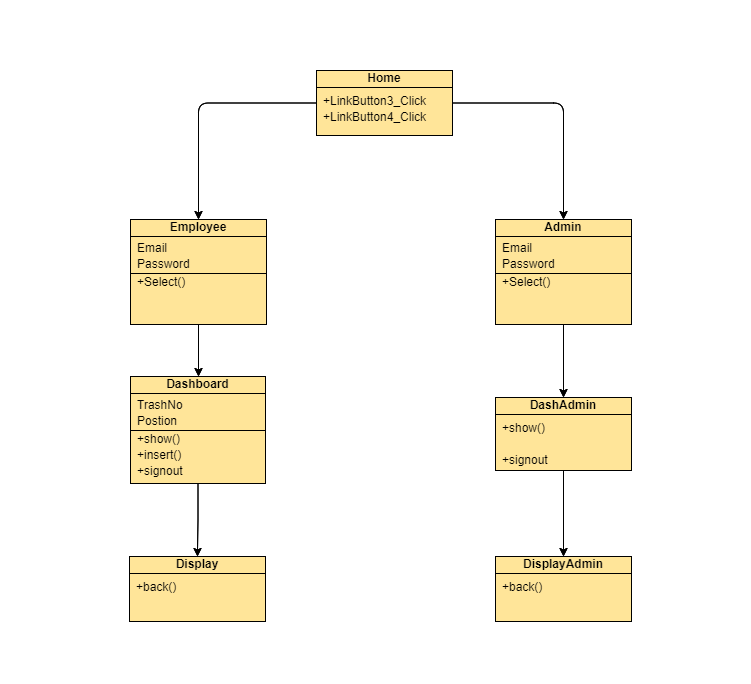 Home
+LinkButton3_Click
+LinkButton4_Click
Employee
Email
Password
+Select()
Admin
Email
Password
+Select()
Dashboard
TrashNo
Postion
+show()
+insert()
+signout
DashAdmin
+show()
+signout
Display
+back()
DisplayAdmin
+back()